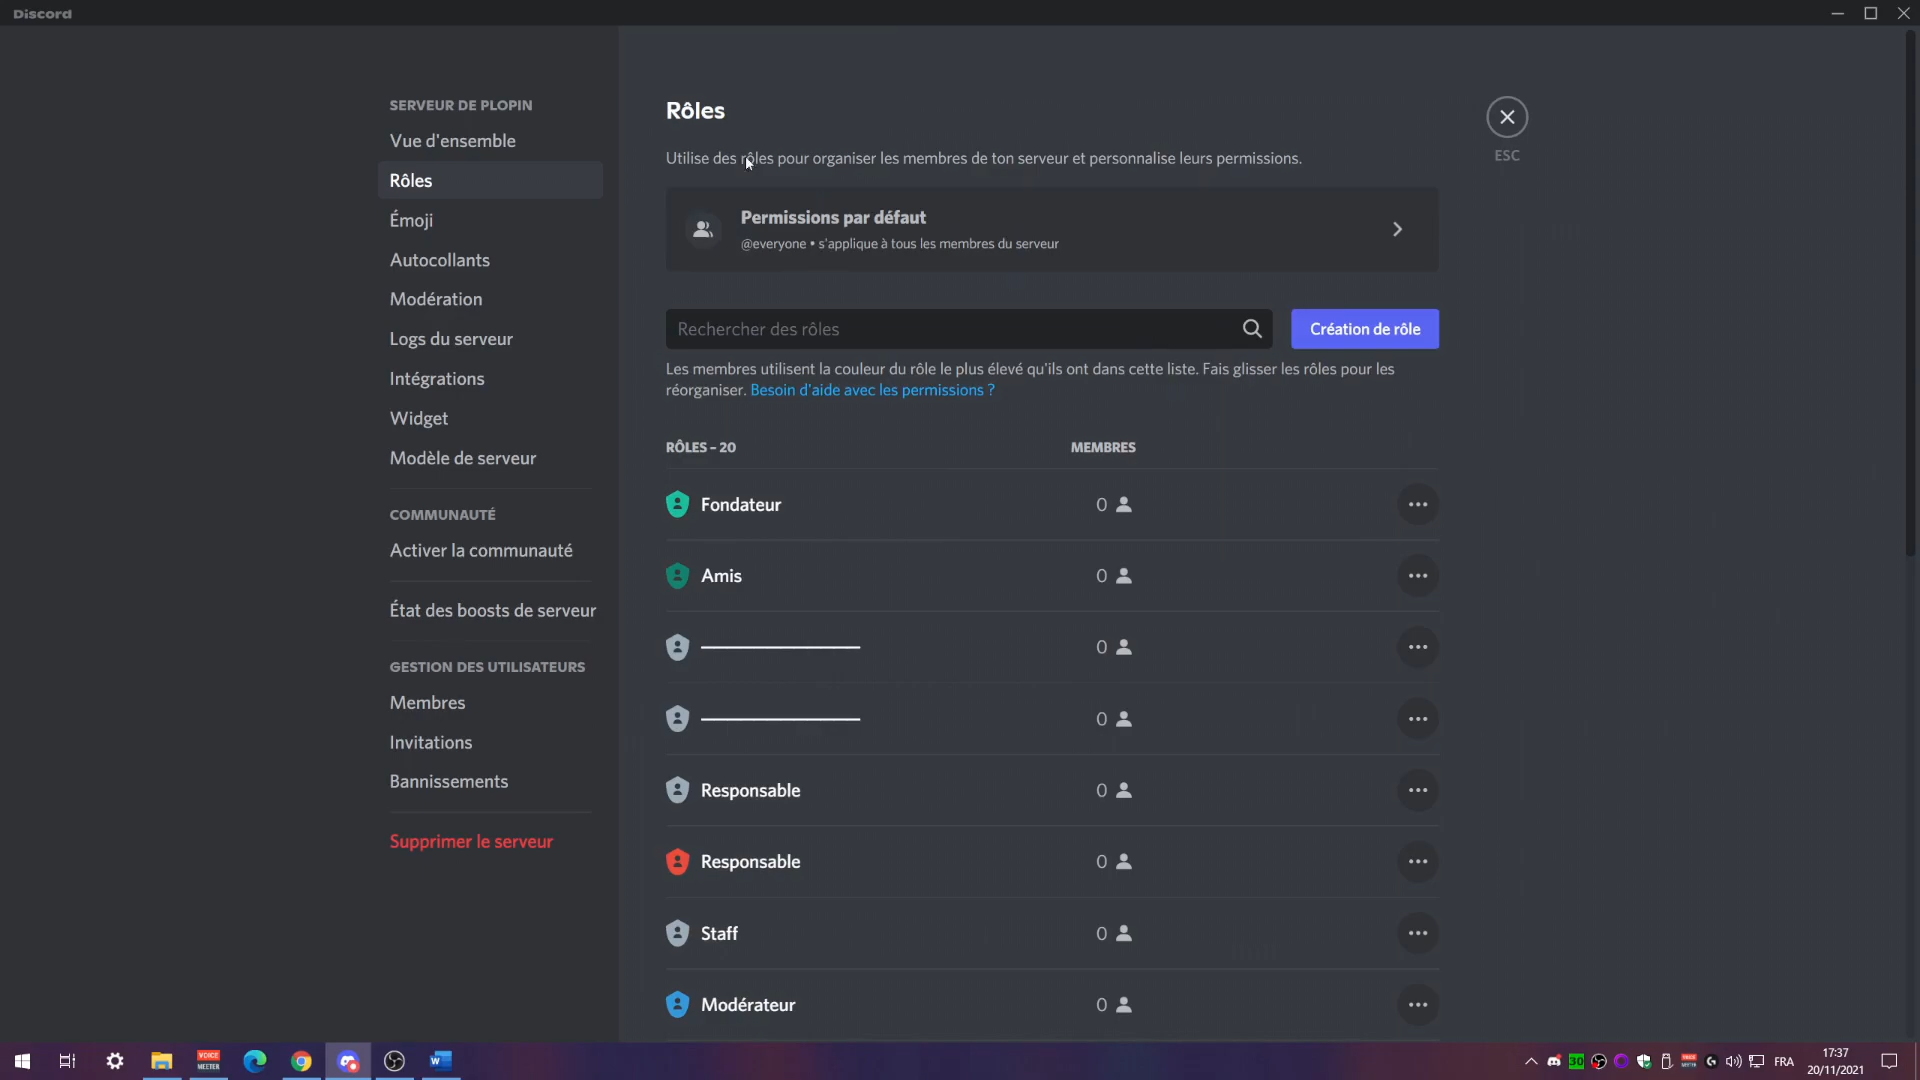 Discord
SERVEUR DE PLOPIN
Vue d'ensemble
Rôles
Émoji
Autocollants
Modération
Logs du serveur
Intégrations
Widget
Modèle de serveur
COMMUNAUTÉ
Activer la communauté
État des boosts de serveur
GESTION DES UTILISATEURS
Membres
Invitations
Bannissements
Supprimer le serveur
Rôles
Utilise des rôles pour organiser les membres de ton serveur et personnalise leurs permissions.
ESC
Permissions par défaut
@everyone • s'applique à tous les membres du serveur
Rechercher des rôles
Création de rôle
Les membres utilisent la couleur du rôle le plus élevé qu'ils ont dans cette liste. Fais glisser les rôles pour les
réorganiser. Besoin d'aide avec les permissions ?
RÔLES – 20 MEMBRES
Fondateur 0
Amis 0
0
0
Responsable 0
Responsable 0
Staff 0
Modérateur 0
VOICE
MEETER
W
30
FRA
17:37
20/11/2021